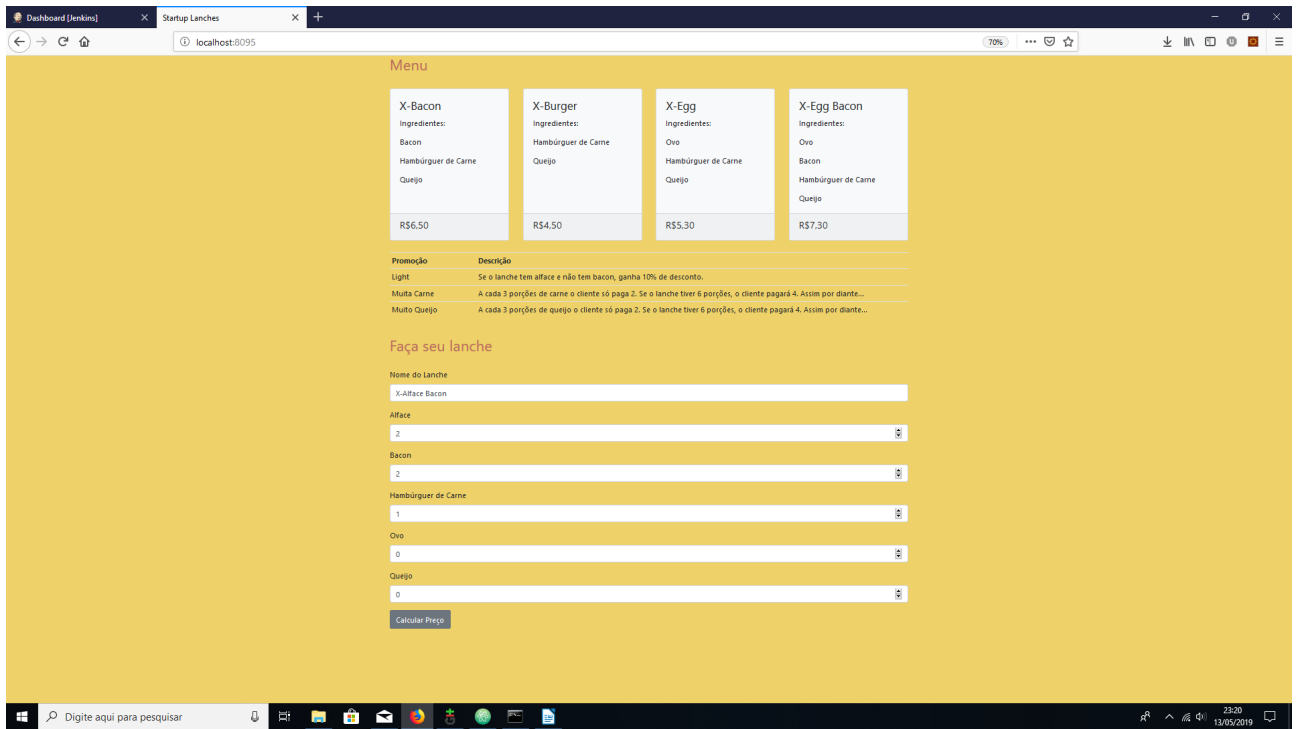 Dashboard [Jenkins]
Startup Lanches
localhost:8095
70%
Menu
X-Bacon
Ingredientes:
Bacon
Hambúrguer de Carne
Queijo
R$6,50
X-Burger
Ingredientes:
Hambúrguer de Carne
Queijo
R$4,50
X-Egg
Ingredientes:
Ovo
Hambúrguer de Carne
Queijo
R$5,30
X-Egg Bacon
Ingredientes:
Ovo
Bacon
Hambúrguer de Carne
Queijo
R$7,30
Promoção Descrição
Light Se o lanche tem alface e não tem bacon, ganha 10% de desconto.
Muita Carne A cada 3 porções de carne o cliente só paga 2. Se o lanche tiver 6 porções, o cliente pagará 4. Assim por diante...
Muito Queijo A cada 3 porções de queijo o cliente só paga 2. Se o lanche tiver 6 porções, o cliente pagará 4. Assim por diante...
Faça seu lanche
Nome do Lanche
X-Alface Bacon
Alface
2
Bacon
2
Hambúrguer de Carne
1
Ovo
0
Queijo
0
Calcular Preço
Digite aqui para pesquisar
23:20
13/05/2019